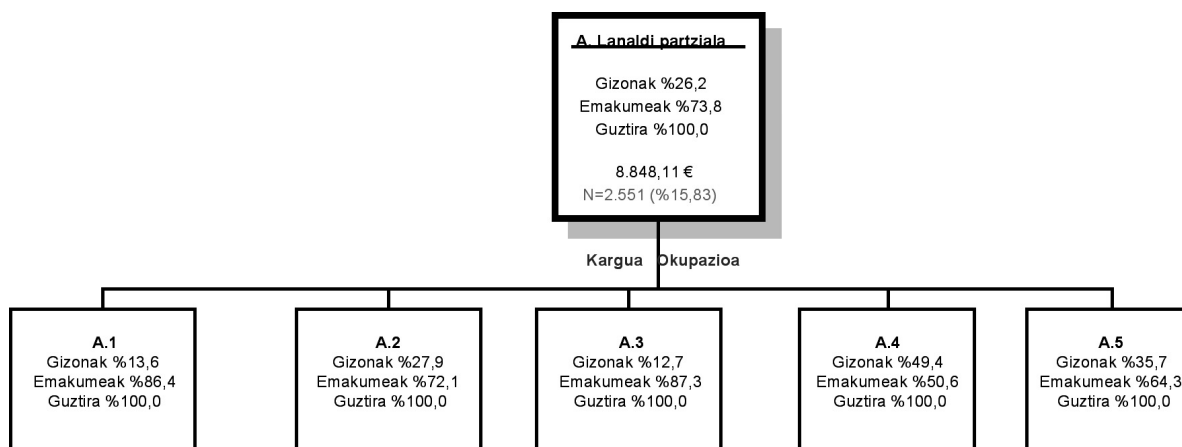 A. Lanaldi partziala
Gizonak %26,2
Emakumeak %73,8
Guztira %100,0
8.848,11 €
N=2.551 (%15,83)
Kargua Okupazioa
A.1
Gizonak %13,6
Emakumeak %86,4
Guztira %100,0
A.2
Gizonak %27,9
Emakumeak %72,1
Guztira %100,0
A.3
Gizonak %12,7
Emakumeak %87,3
Guztira %100,0
A.4
Gizonak %49,4
Emakumeak %50,6
Guztira %100,0
A.5
Gizonak %35,7
Emakumeak %64,3
Guztira %100,0